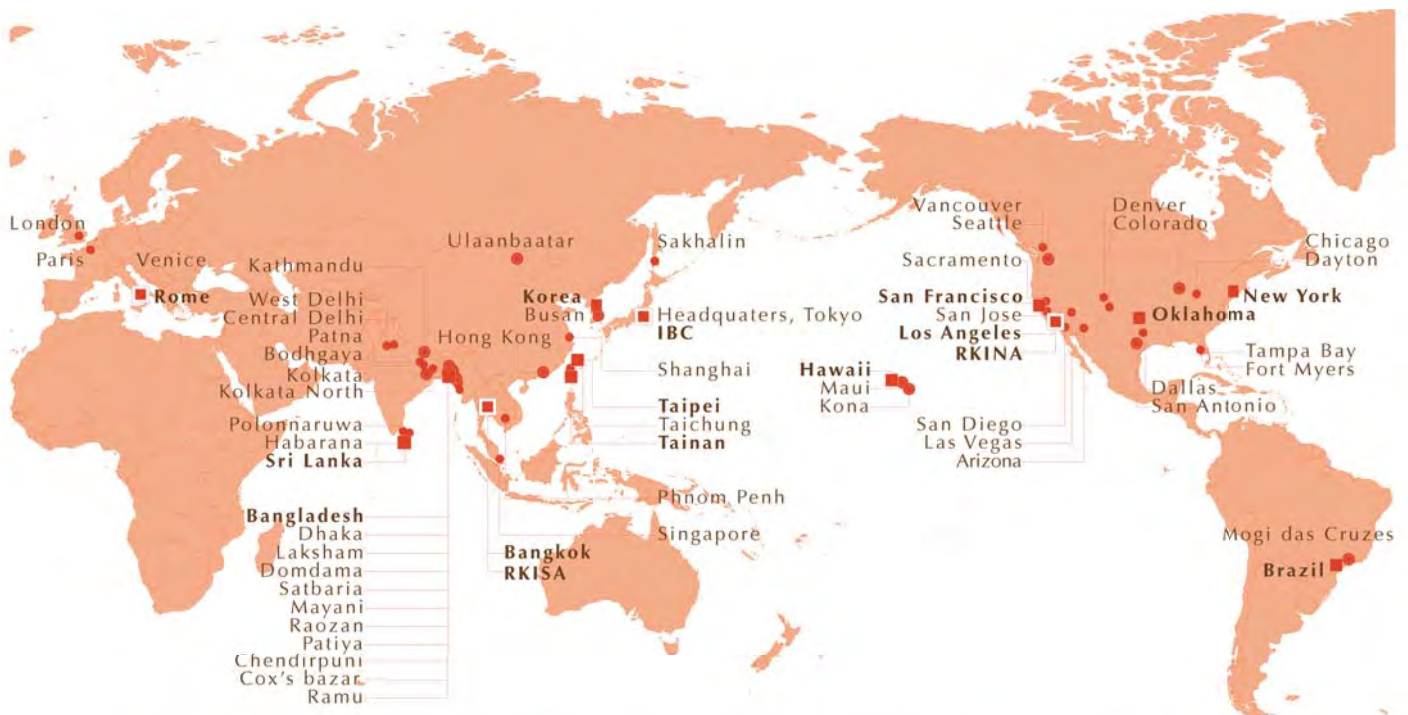 London
Paris
Venice
Rome
Kathmandu
West Delhi
Central Delhi
Patna
Bodhgaya
Kolkata
Kolkata North
Polonnaruwa
Habarana
Sri Lanka
Bangladesh
Dhaka
Laksham
Domdama
Satbaria
Mayani
Raozan
Patiya
Chendirpuni
Cox's bazar
Ramu
Ulaanbaatar
Hong Kong
Korea
Busan
Sakhalin
Headquaters, Tokyo
IBC
Shanghai
Taipei
Taichung
Tainan
Phnom Penh
Singapore
Bangkok
RKISA
Hawaii
Maui
Kona
Vancouver
Seattle
Sacramento
San Francisco
San Jose
Los Angeles
RKINA
San Diego
Las Vegas
Arizona
Denver
Colorado
Chicago
Dayton
New York
Oklahoma
Tampa Bay
Fort Myers
Dallas
San Antonio
Mogi das Cruzes
Brazil